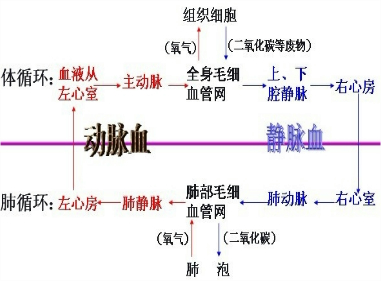 组织细胞
（氧气）
（二氧化碳等废物）
体循环：
血液从
左心室
主动脉
全身毛细
血管网
上、下
腔静脉
右心房
动脉血
静脉血
肺循环：
左心房
肺静脉
肺部毛细
血管网
肺动脉
右心室
（氧气）
（二氧化碳）
肺 泡